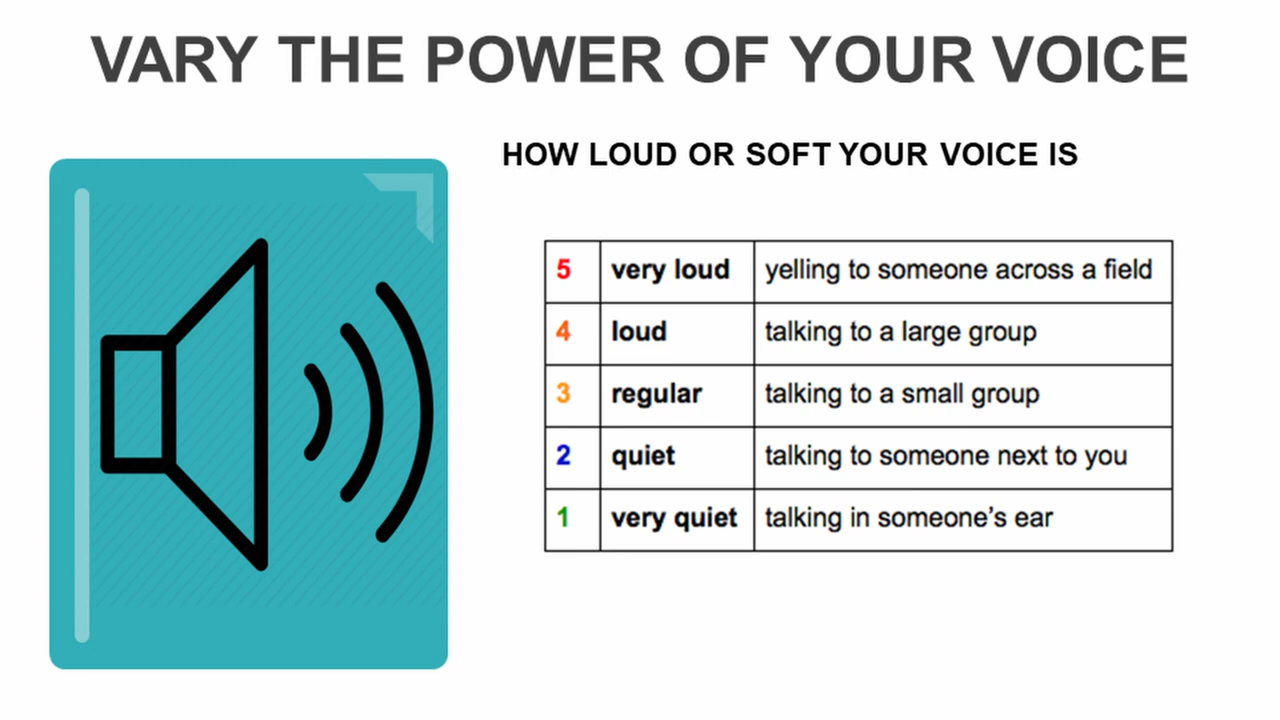 VARY THE POWER OF YOUR VOICE
HOW LOUD OR SOFT YOUR VOICE IS
5 very loud yelling to someone across a field
4 loud talking to a large group
3 regular talking to a small group
2 quiet talking to someone next to you
1 very quiet talking in someone's ear